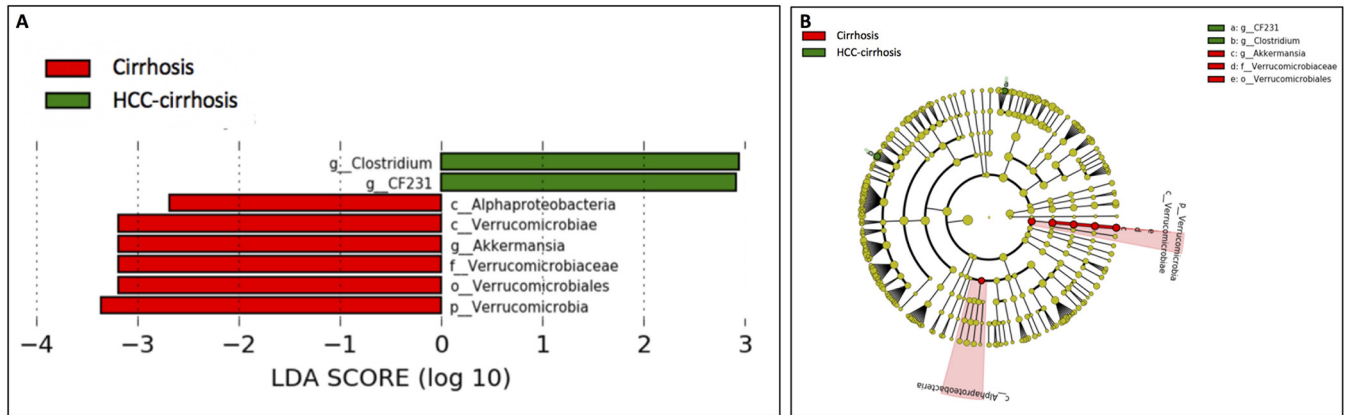 A
Cirrhosis
HCC-cirrhosis
g__Clostridium
g__CF231
c__Alphaproteobacteria
c__Verrucomicrobiae
g__Akkermansia
f__Verrucomicrobiaceae
o__Verrucomicrobiales
p__Verrucomicrobia
−4 −3 −2 −1 0 1 2 3
LDA SCORE (log 10)
B
Cirrhosis
HCC-cirrhosis
a: g__CF231
b: g__Clostridium
c: g__Akkermansia
d: f__Verrucomicrobiaceae
e: o__Verrucomicrobiales
p__Verrucomicrobia
c__Verrucomicrobiae
c d e
c__Alphaproteobacteria